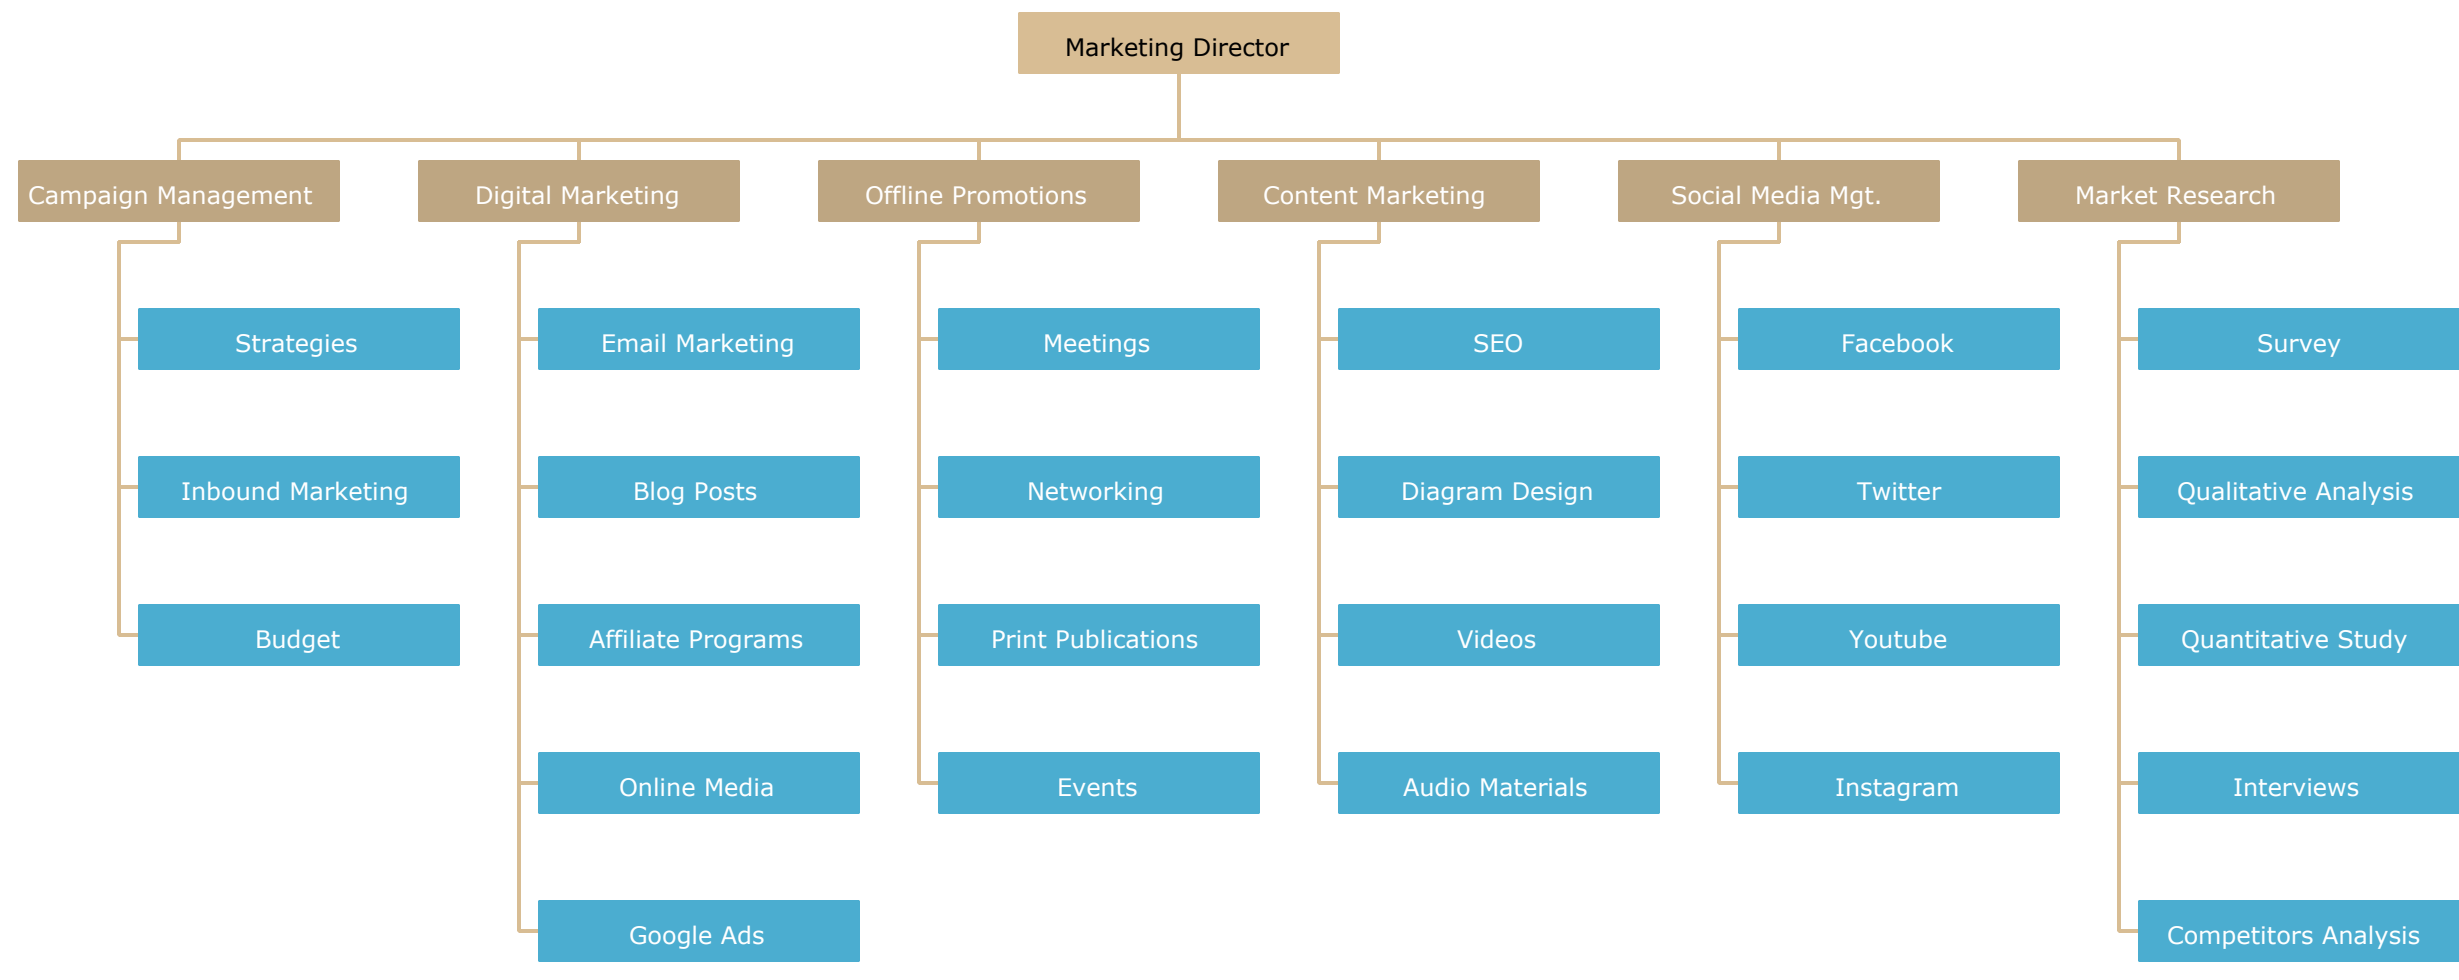 Marketing Director
Campaign Management
Digital Marketing
Offline Promotions
Content Marketing
Social Media Mgt.
Market Research
Strategies
Email Marketing
Meetings
SEO
Facebook
Survey
Inbound Marketing
Blog Posts
Networking
Diagram Design
Twitter
Qualitative Analysis
Budget
Affiliate Programs
Print Publications
Videos
Youtube
Quantitative Study
Online Media
Events
Audio Materials
Instagram
Interviews
Google Ads
Competitors Analysis